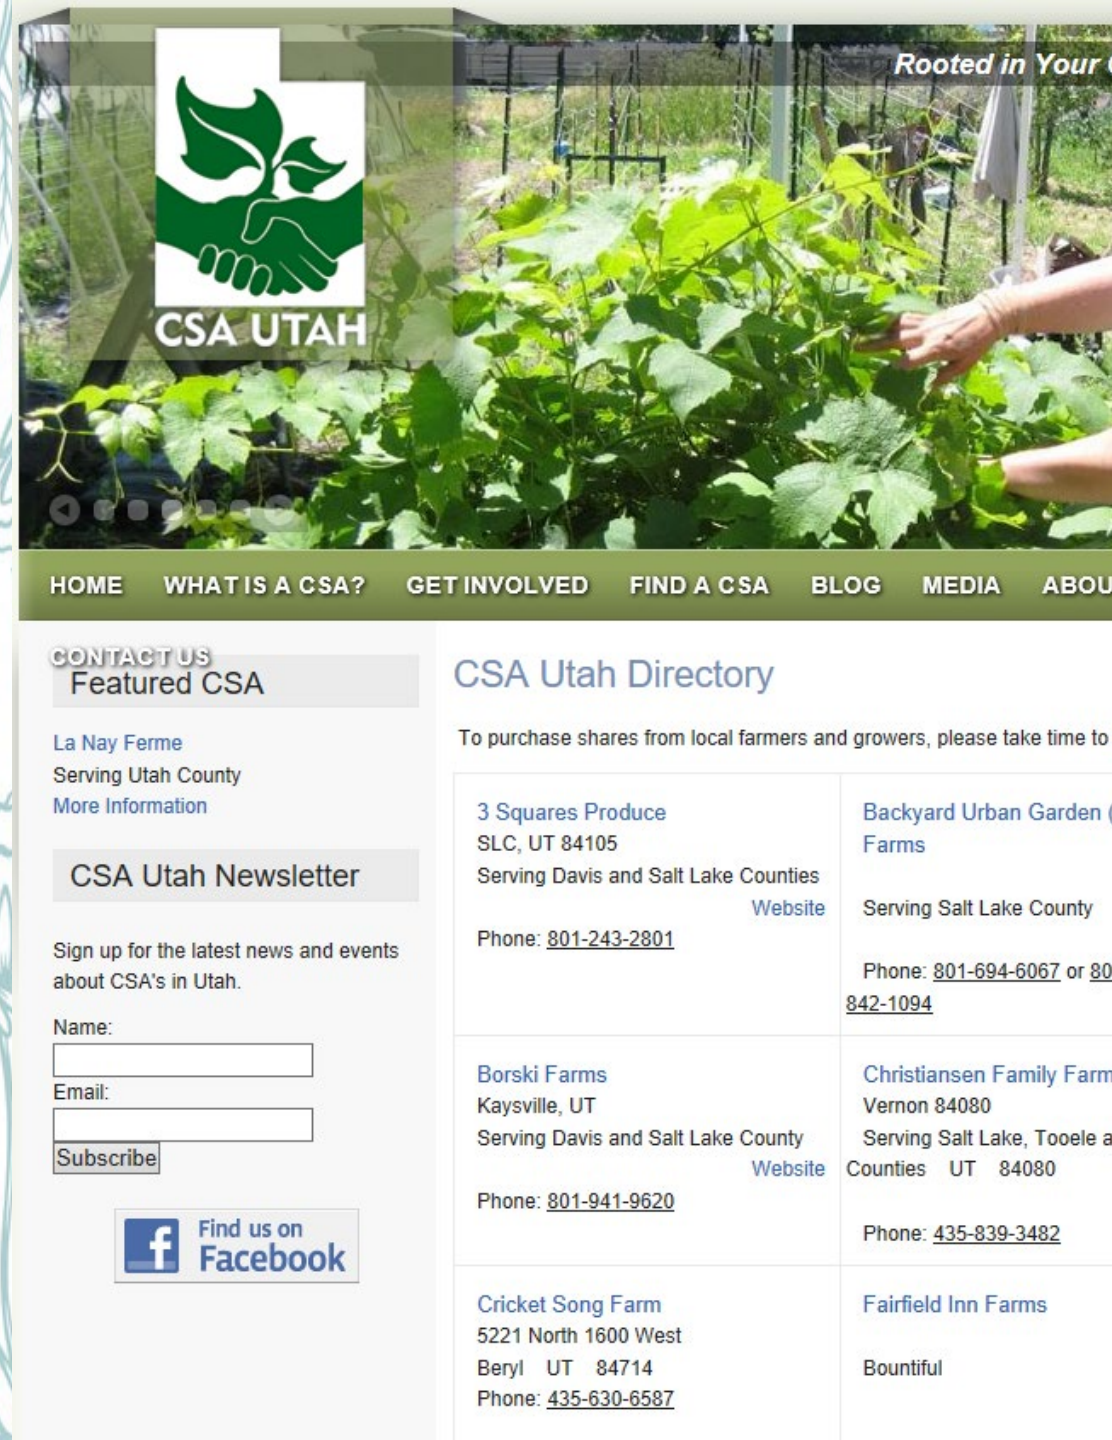 Rooted in Your
CSA UTAH
HOME WHAT IS A CSA? GET INVOLVED FIND A CSA BLOG MEDIA ABOU
CONTACT US
Featured CSA
La Nay Ferme
Serving Utah County
More Information
CSA Utah Newsletter
Sign up for the latest news and events
about CSA's in Utah.
Name:
Email:
Subscribe
Find us on
Facebook
CSA Utah Directory
To purchase shares from local farmers and growers, please take time to
3 Squares Produce
SLC, UT 84105
Serving Davis and Salt Lake Counties
Website
Phone: 801-243-2801
Backyard Urban Garden (
Farms
Serving Salt Lake County
Phone: 801-694-6067 or 80
842-1094
Borski Farms
Kaysville, UT
Serving Davis and Salt Lake County
Website
Phone: 801-941-9620
Christiansen Family Farm
Vernon 84080
Serving Salt Lake, Tooele a
Counties UT 84080
Phone: 435-839-3482
Cricket Song Farm
5221 North 1600 West
Beryl UT 84714
Phone: 435-630-6587
Fairfield Inn Farms
Bountiful